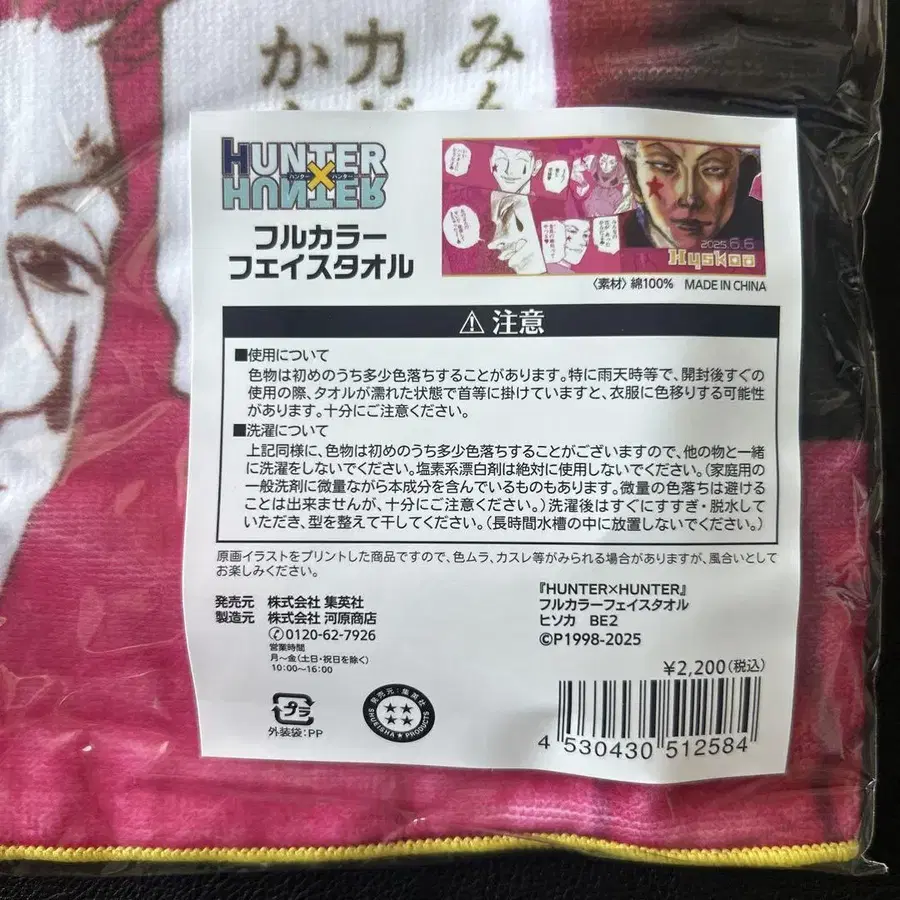 みん
力
か
HUNTER
×
ハンター ハンター
HUNTER
フルカラー
フェイスタオル
2025.6.6
Hyskoa
〈素材〉綿100% MADE IN CHINA
⚠ 注意
■使用について
色物は初めのうち多少色落ちすることがあります。特に雨天時等で、開封後すぐの
使用の際、タオルが濡れた状態で首等に掛けていますと、衣服に色移りする可能性
があります。十分にご注意ください。
■洗濯について
上記同様に、色物は初めのうち多少色落ちすることがございますので、他の物と一緒
に洗濯をしないでください。塩素系漂白剤は絶対に使用しないでください。（家庭用の
一般洗剤に微量ながら本成分を含んでいるものもあります。微量の色落ちは避ける
ことは出来ませんが、十分にご注意ください。）洗濯後はすぐにすすぎ・脱水して
いただき、型を整えて干してください。（長時間水槽の中に放置しないでください。）
原画イラストをプリントした商品ですので、色ムラ、カスレ等がみられる場合がありますが、風合いとして
お楽しみください。
発売元 株式会社 集英社
製造元 株式会社 河原商店
0120-62-7926
営業時間
月～金（土日・祝日を除く）
10:00～16:00
『HUNTER×HUNTER』
フルカラーフェイスタオル
ヒソカ BE2
©P1998-2025
¥2,200(税込)
プラ
外装袋:PP
発売元:集英社
SHUEISHA★PRODUCTS
4 530430 512584